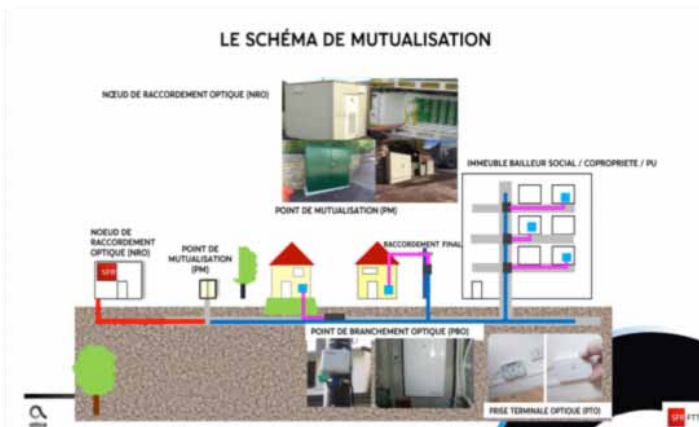 LE SCHÉMA DE MUTUALISATION
NŒUD DE RACCORDEMENT OPTIQUE (NRO)
IMMEUBLE BAILLEUR SOCIAL / COPROPRIETE / PU
POINT DE MUTUALISATION (PM)
NOEUD DE
RACCORDEMENT
OPTIQUE (NRO)
POINT DE
MUTUALISATION
(PM)
RACCORDEMENT FINAL
SFR
POINT DE BRANCHEMENT OPTIQUE (PBO)
PRISE TERMINALE OPTIQUE (PTO)
SFR